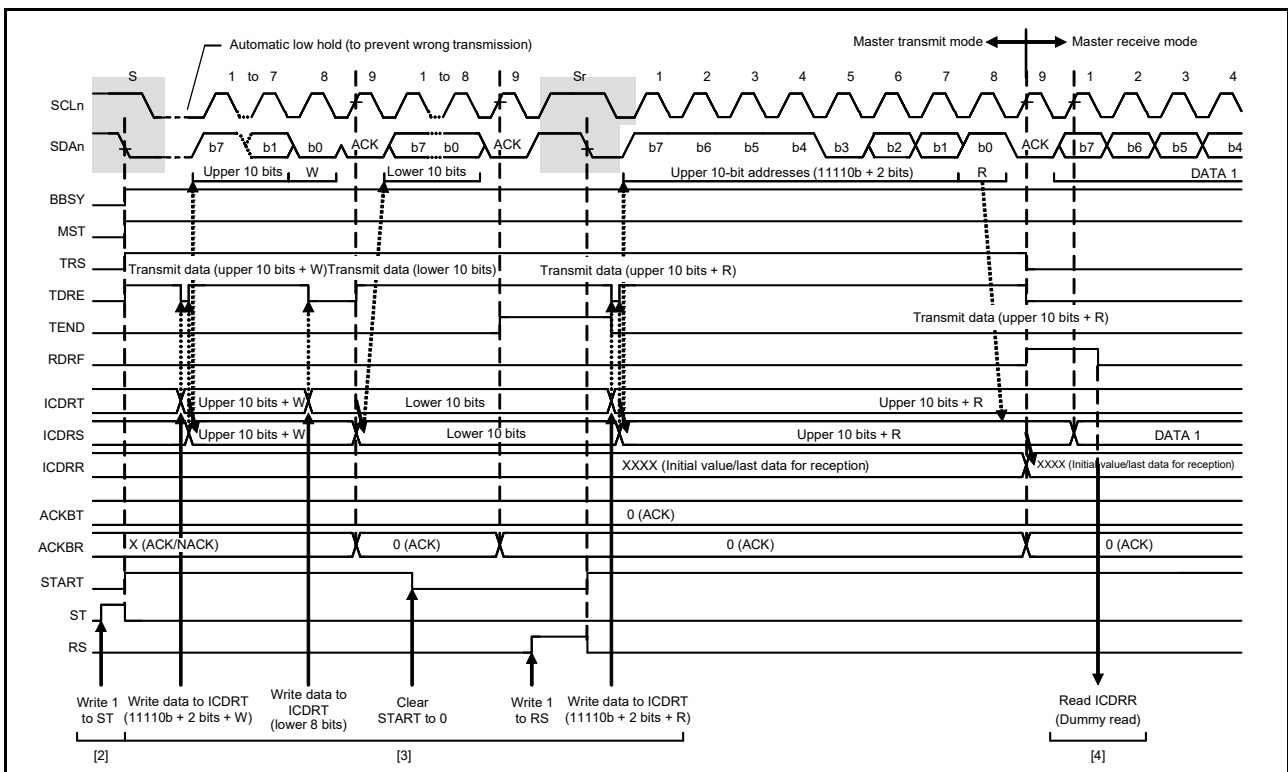 Automatic low hold (to prevent wrong transmission)
Master transmit mode
Master receive mode
S 1 to 7 8 9 1 to 8 9 Sr 1 2 3 4 5 6 7 8 9 1 2 3 4
SCLn
SDAn b7 b1 b0 ACK b7 b0 ACK b7 b6 b5 b4 b3 b2 b1 b0 ACK b7 b6 b5 b4
Upper 10 bits W Lower 10 bits Upper 10-bit addresses (11110b + 2 bits) R DATA 1
BBSY
MST
TRS
Transmit data (upper 10 bits + W) Transmit data (lower 10 bits) Transmit data (upper 10 bits + R)
TDRE
TEND
Transmit data (upper 10 bits + R)
RDRF
ICDRT Upper 10 bits + W Lower 10 bits Upper 10 bits + R
ICDRS Upper 10 bits + W Lower 10 bits Upper 10 bits + R DATA 1
ICDRR XXXX (Initial value/last data for reception) XXXX (Initial value/last data for reception)
ACKBT 0 (ACK)
ACKBR X (ACK/NACK) 0 (ACK) 0 (ACK) 0 (ACK)
START
ST
RS
Write 1
to ST
Write data to ICDRT
(11110b + 2 bits + W)
Write data to
ICDRT
(lower 8 bits)
Clear
START to 0
Write 1
to RS
Write data to ICDRT
(11110b + 2 bits + R)
Read ICDRR
(Dummy read)
[2] [3] [4]